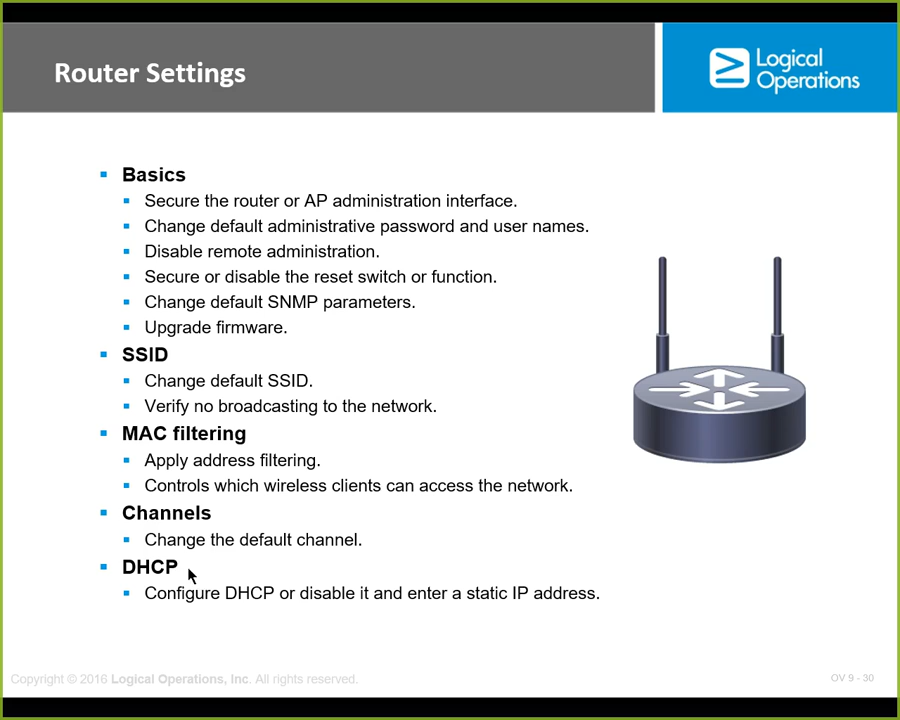 Router Settings
Logical
Operations
Basics
Secure the router or AP administration interface.
Change default administrative password and user names.
Disable remote administration.
Secure or disable the reset switch or function.
Change default SNMP parameters.
Upgrade firmware.
SSID
Change default SSID.
Verify no broadcasting to the network.
MAC filtering
Apply address filtering.
Controls which wireless clients can access the network.
Channels
Change the default channel.
DHCP
Configure DHCP or disable it and enter a static IP address.
Copyright © 2016 Logical Operations, Inc. All rights reserved.
OV 9 - 30